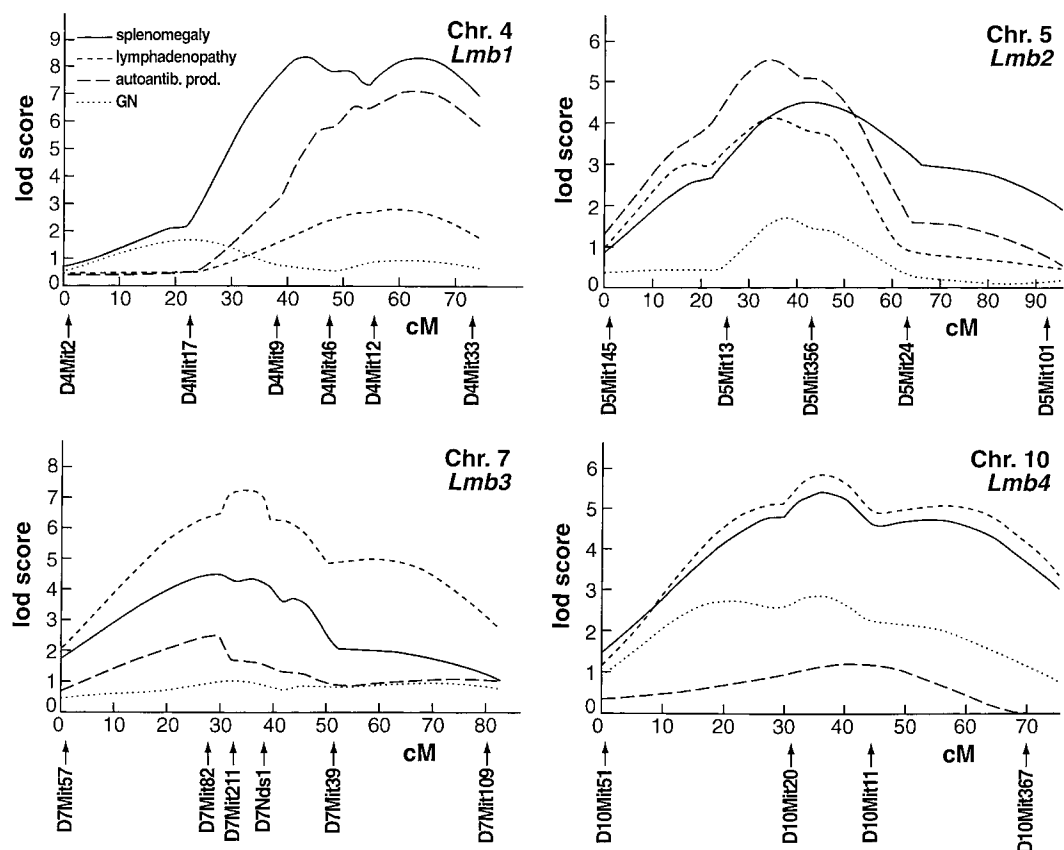 Chr. 4
Lmb1
splenomegaly
lymphadenopathy
autoantib. prod.
GN
lod score
9
8
7
6
5
4
3
2
1
0
0 10 20 30 40 50 60 70
cM
D4Mit2
D4Mit17
D4Mit9
D4Mit46
D4Mit12
D4Mit33
Chr. 5
Lmb2
lod score
6
5
4
3
2
1
0
0 10 20 30 40 50 60 70 80 90
cM
D5Mit145
D5Mit13
D5Mit356
D5Mit24
D5Mit101
Chr. 7
Lmb3
lod score
8
7
6
5
4
3
2
1
0
0 10 20 30 40 50 60 70 80
cM
D7Mit57
D7Mit82
D7Mit211
D7Nds1
D7Mit39
D7Mit109
Chr. 10
Lmb4
lod score
6
5
4
3
2
1
0
0 10 20 30 40 50 60 70
cM
D10Mit51
D10Mit20
D10Mit11
D10Mit367